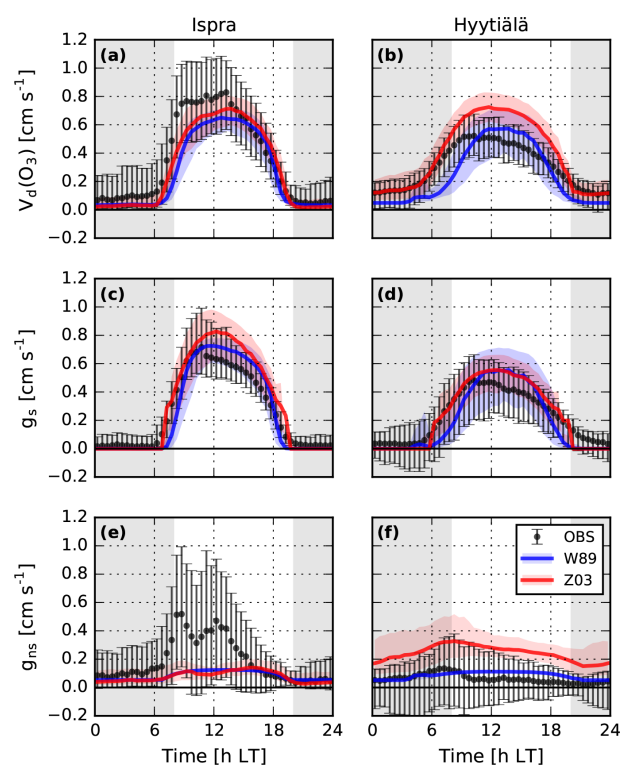 Ispra
Hyytiälä
(a)
(b)
V_d(O₃) [cm s⁻¹]
1.2
1.0
0.8
0.6
0.4
0.2
0.0
−0.2
(c)
(d)
g_s [cm s⁻¹]
1.2
1.0
0.8
0.6
0.4
0.2
0.0
−0.2
(e)
(f)
g_ns [cm s⁻¹]
1.2
1.0
0.8
0.6
0.4
0.2
0.0
−0.2
OBS
W89
Z03
0 6 12 18 24
0 6 12 18 24
Time [h LT]
Time [h LT]